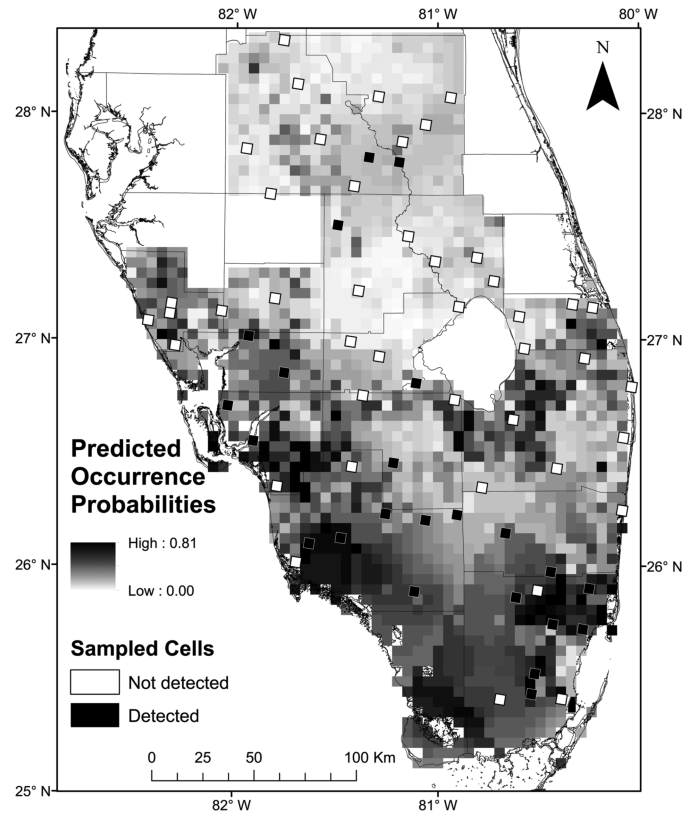 82° W 81° W 80° W
N
28° N 28° N
27° N 27° N
Predicted
Occurrence
Probabilities
High : 0.81
Low : 0.00
26° N 26° N
Sampled Cells
Not detected
Detected
0 25 50 100 Km
25° N 25° N
82° W 81° W